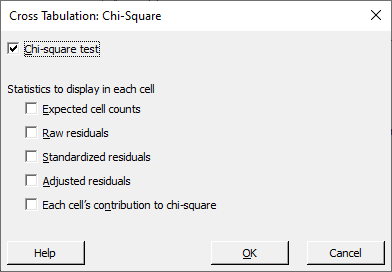 Cross Tabulation: Chi-Square
Chi-square test
Statistics to display in each cell
Expected cell counts
Raw residuals
Standardized residuals
Adjusted residuals
Each cell's contribution to chi-square
Help OK Cancel